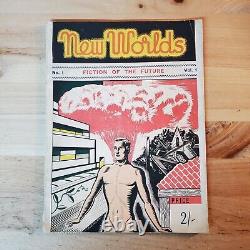 New Worlds
No. 1 FICTION OF THE FUTURE Vol. 1
PRICE
2/-